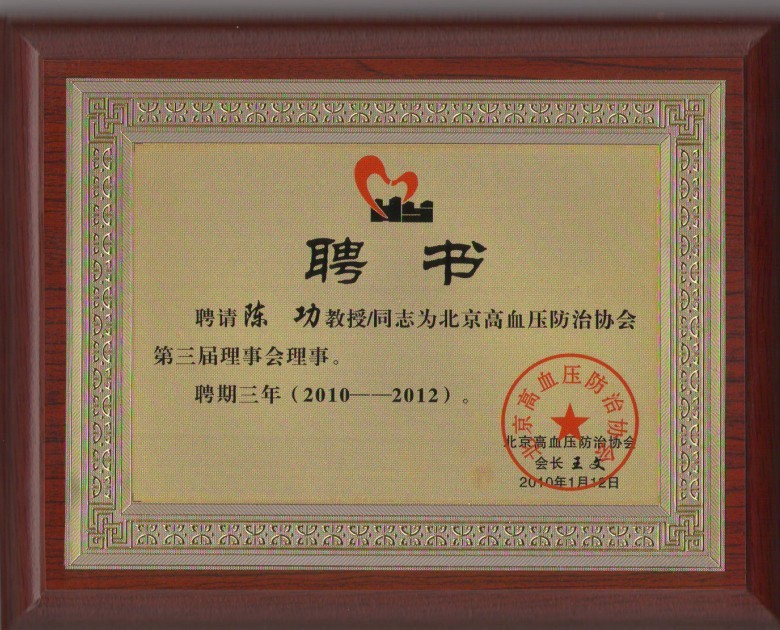 聘书
聘请陈功教授/同志为北京高血压防治协会
第三届理事会理事。
聘期三年（2010——2012）。
北京高血压防治协会
北京高血压防治协会
会长 王文
2010年1月12日